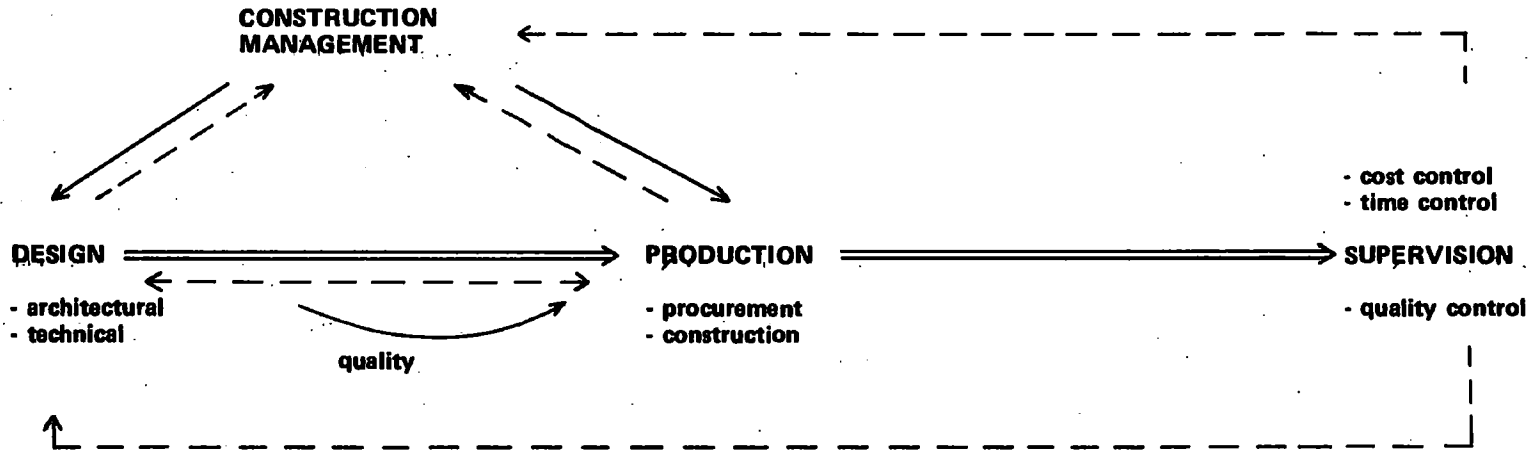 CONSTRUCTION
MANAGEMENT
- cost control
- time control
DESIGN
PRODUCTION
SUPERVISION
- architectural
- technical
- procurement
- construction
- quality control
quality